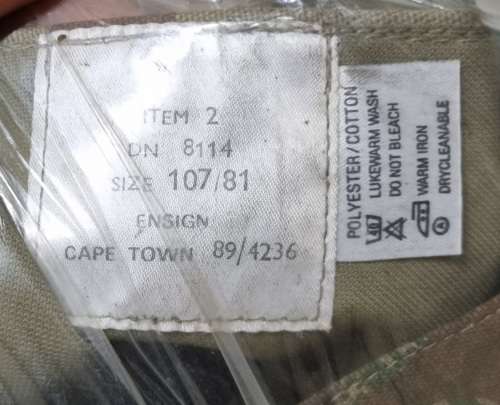 ITEM 2
DN 8114
SIZE 107/81
ENSIGN
CAPE TOWN 89/4236
POLYESTER/COTTON
LUKEWARM WASH
DO NOT BLEACH
WARM IRON
DRYCLEANABLE